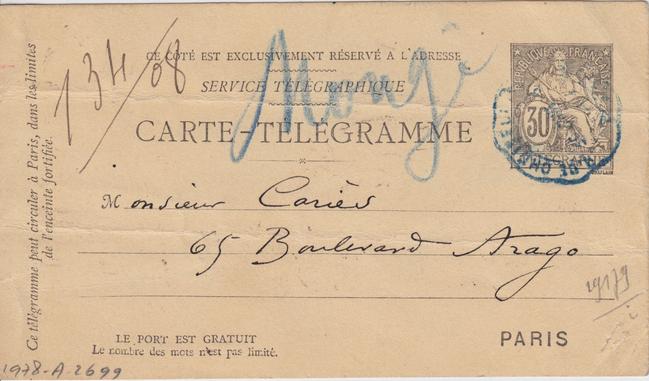 CE CÔTÉ EST EXCLUSIVEMENT RÉSERVÉ A L'ADRESSE
SERVICE TÉLÉGRAPHIQUE
CARTE-TÉLÉGRAMME
134/08
Monge
RÉPUBLIQUE FRANÇAISE
30
Monsieur Cariès
65 Boulevard Arago
PARIS
LE PORT EST GRATUIT
Le nombre des mots n'est pas limité.
Ce télégramme peut circuler à Paris, dans les limites
de l'enceinte fortifiée.
1978-A-2699